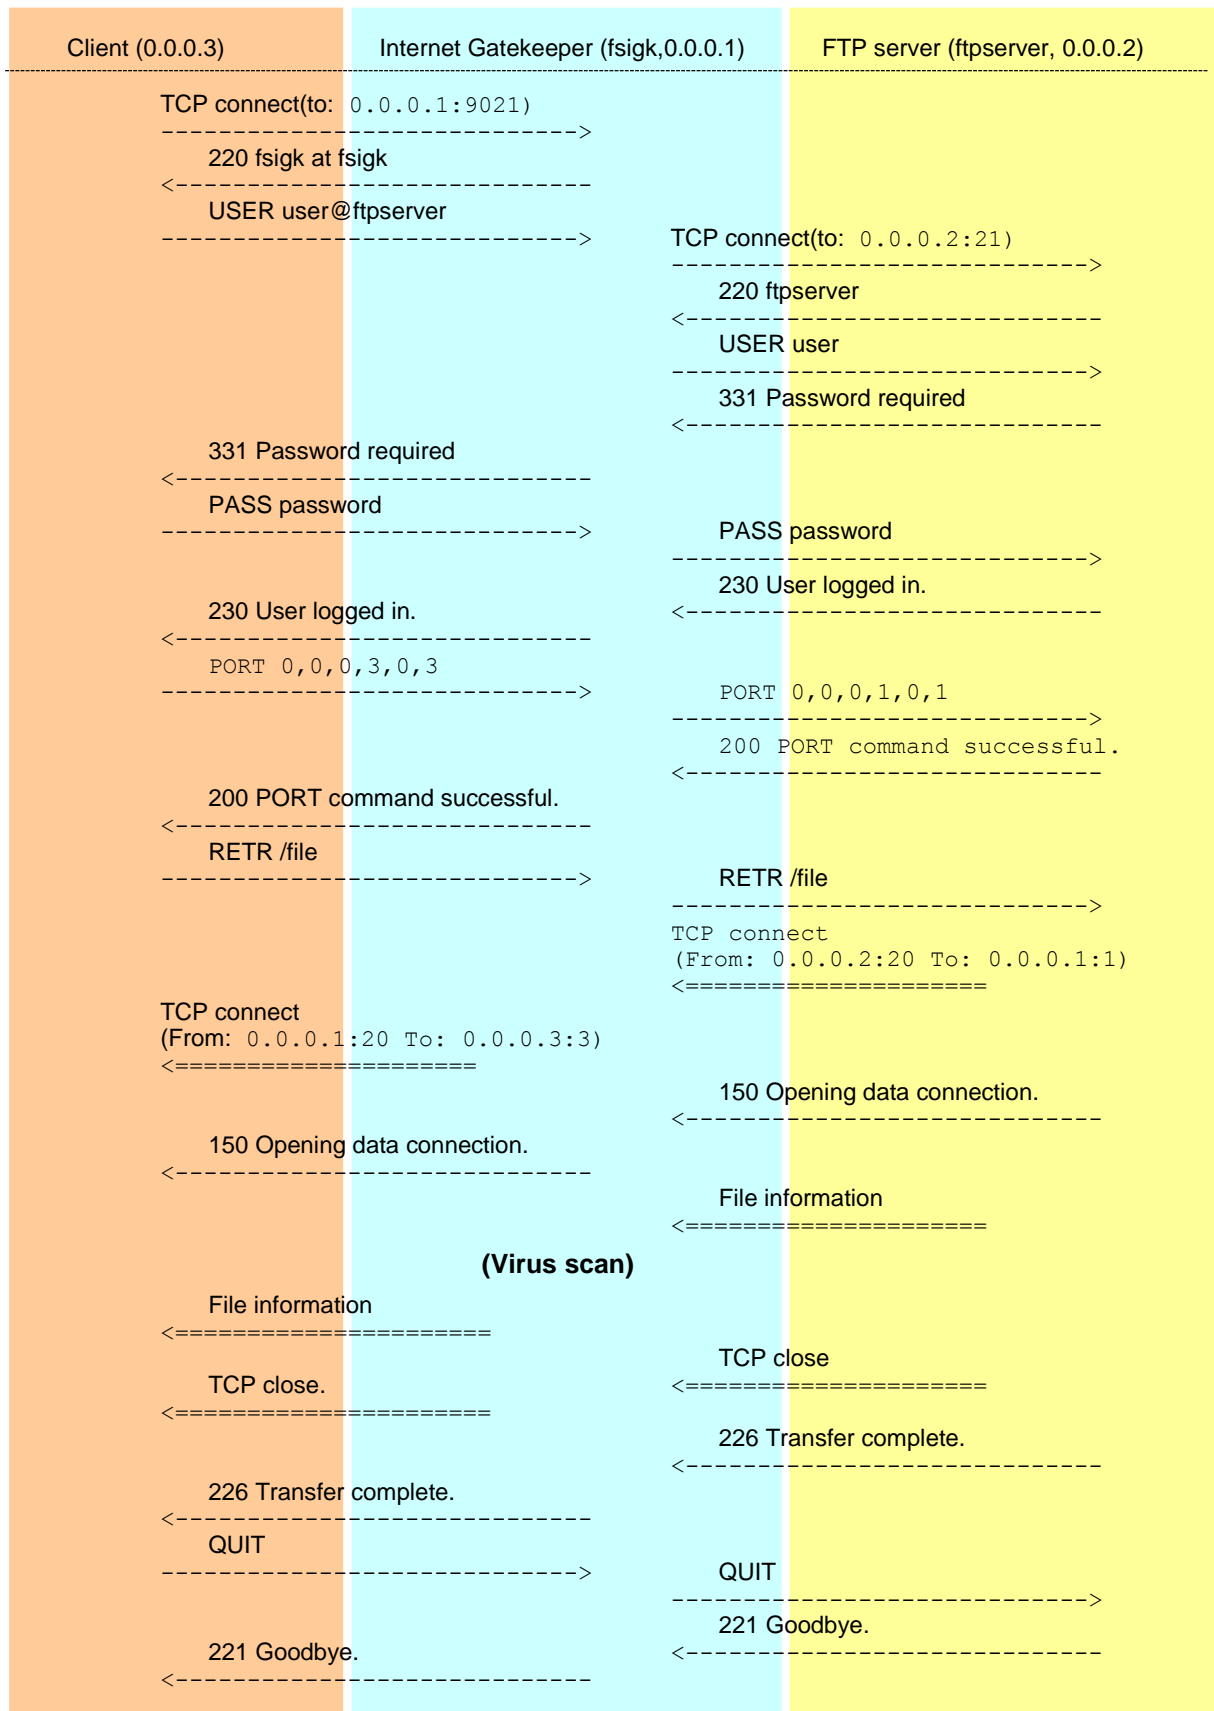 Client (0.0.0.3) Internet Gatekeeper (fsigk,0.0.0.1) FTP server (ftpserver, 0.0.0.2)
TCP connect(to: 0.0.0.1:9021)
----------------------------->
220 fsigk at fsigk
<-----------------------------
USER user@ftpserver
----------------------------->
TCP connect(to: 0.0.0.2:21)
----------------------------->
220 ftpserver
<-----------------------------
USER user
----------------------------->
331 Password required
<-----------------------------
331 Password required
<-----------------------------
PASS password
----------------------------->
PASS password
----------------------------->
230 User logged in.
<-----------------------------
230 User logged in.
<-----------------------------
PORT 0,0,0,3,0,3
----------------------------->
PORT 0,0,0,1,0,1
----------------------------->
200 PORT command successful.
<-----------------------------
200 PORT command successful.
<-----------------------------
RETR /file
----------------------------->
RETR /file
----------------------------->
TCP connect
(From: 0.0.0.2:20 To: 0.0.0.1:1)
<=====================
TCP connect
(From: 0.0.0.1:20 To: 0.0.0.3:3)
<=====================
150 Opening data connection.
<-----------------------------
150 Opening data connection.
<-----------------------------
File information
<=====================
(Virus scan)
File information
<======================
TCP close
<=====================
TCP close.
<======================
226 Transfer complete.
<-----------------------------
226 Transfer complete.
<-----------------------------
QUIT
----------------------------->
QUIT
----------------------------->
221 Goodbye.
<-----------------------------
221 Goodbye.
<-----------------------------